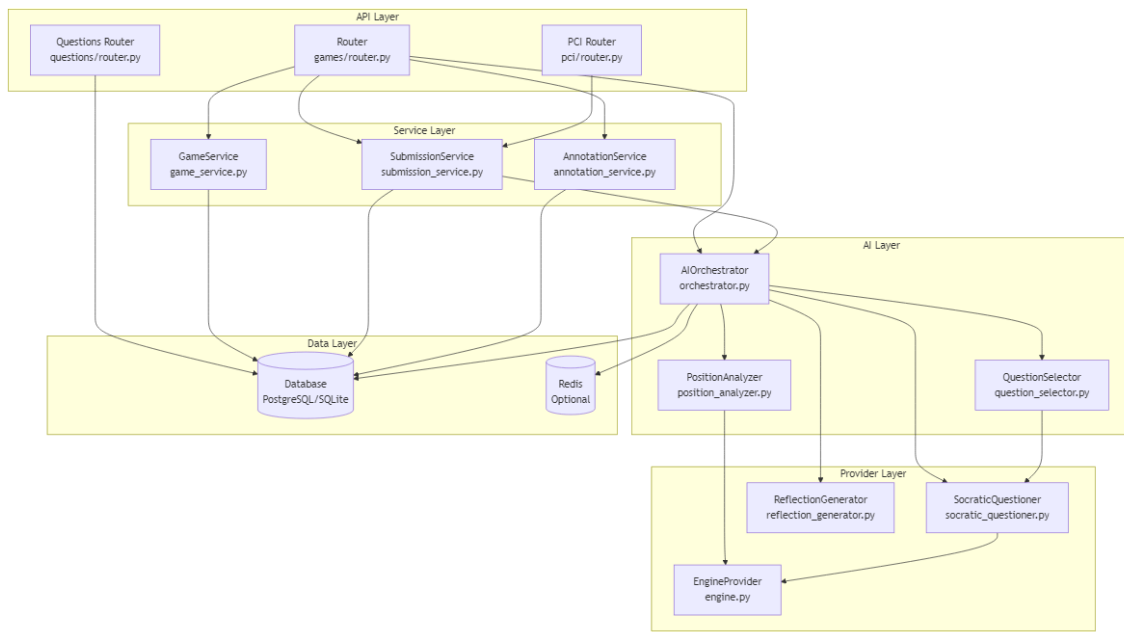 API Layer
Questions Router
questions/router.py
Router
games/router.py
PCI Router
pci/router.py
Service Layer
GameService
game_service.py
SubmissionService
submission_service.py
AnnotationService
annotation_service.py
AI Layer
AIOrchestrator
orchestrator.py
Data Layer
Database
PostgreSQL/SQLite
Redis
Optional
PositionAnalyzer
position_analyzer.py
QuestionSelector
question_selector.py
Provider Layer
ReflectionGenerator
reflection_generator.py
SocraticQuestioner
socratic_questioner.py
EngineProvider
engine.py